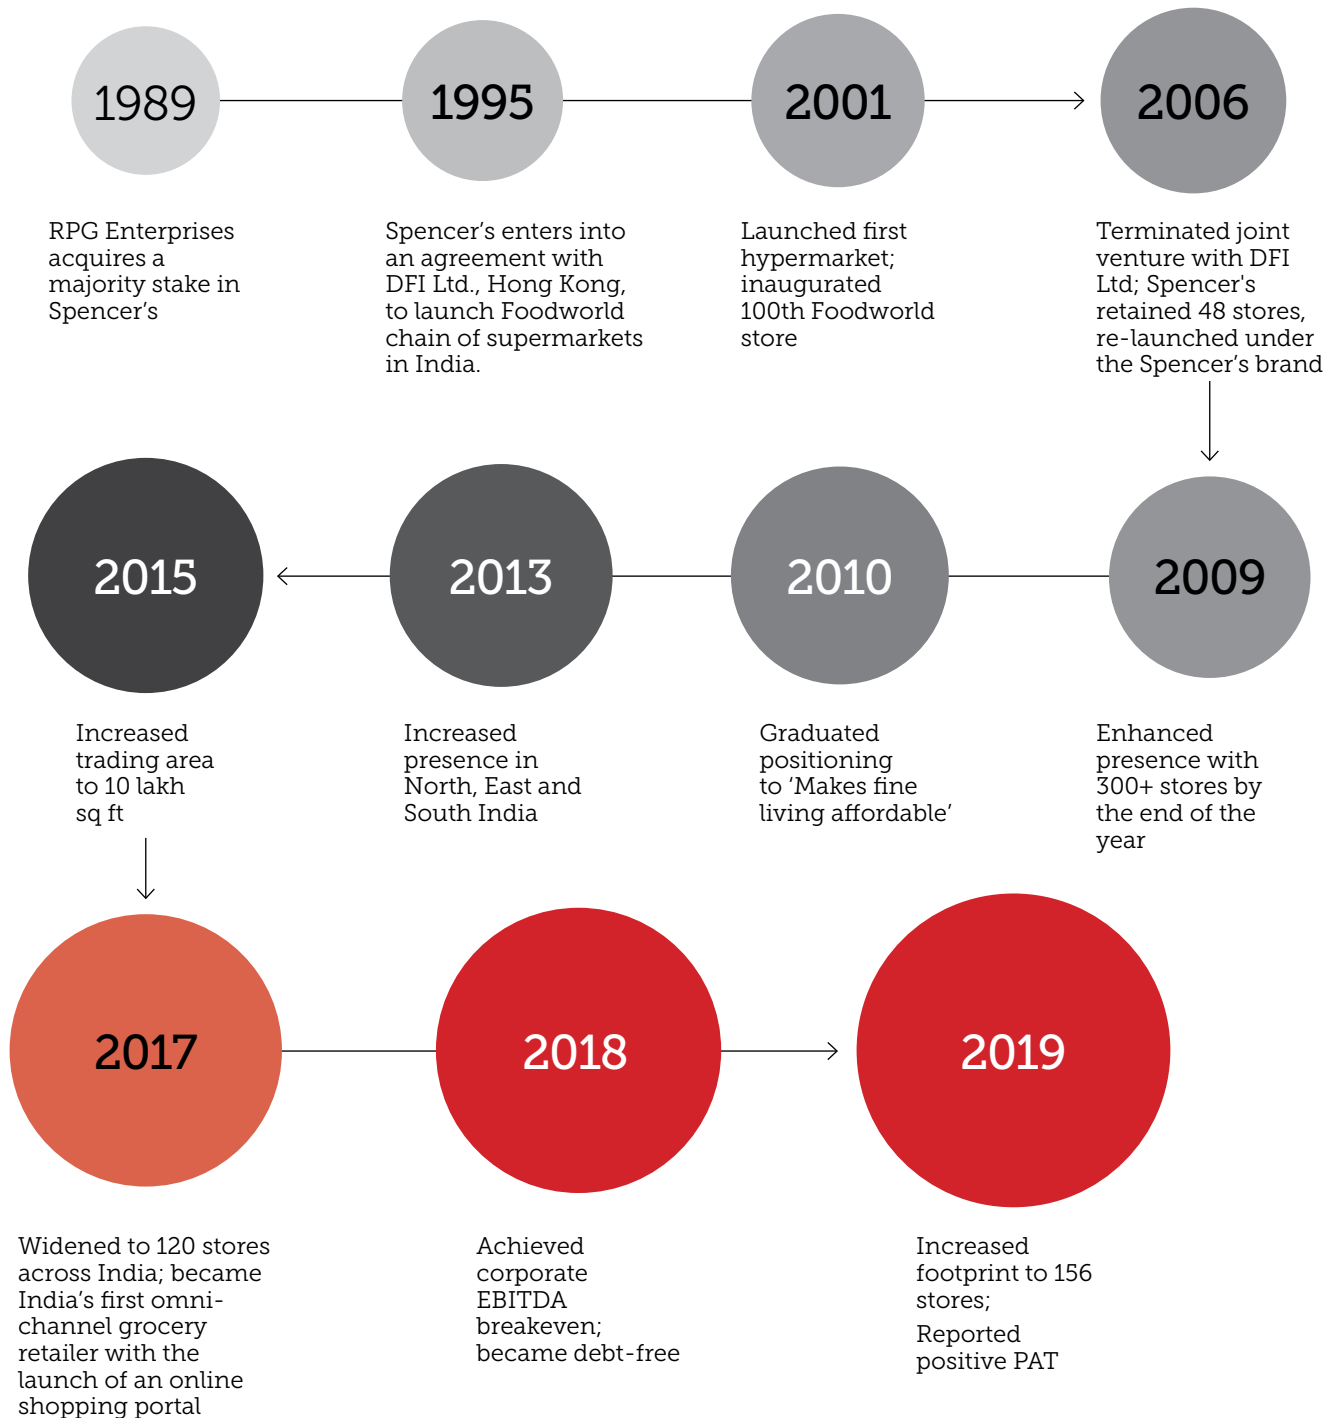 1989
RPG Enterprises
acquires a
majority stake in
Spencer’s
1995
Spencer’s enters into
an agreement with
DFI Ltd., Hong Kong,
to launch Foodworld
chain of supermarkets
in India.
2001
Launched first
hypermarket;
inaugurated
100th Foodworld
store
2006
Terminated joint
venture with DFI
Ltd; Spencer's
retained 48 stores,
re-launched under
the Spencer’s brand
2009
Enhanced
presence with
300+ stores by
the end of the
year
2010
Graduated
positioning
to ‘Makes fine
living affordable’
2013
Increased
presence in
North, East and
South India
2015
Increased
trading area
to 10 lakh
sq ft
2017
Widened to 120 stores
across India; became
India’s first omni-
channel grocery
retailer with the
launch of an online
shopping portal
2018
Achieved
corporate
EBITDA
breakeven;
became debt-free
2019
Increased
footprint to 156
stores;
Reported
positive PAT